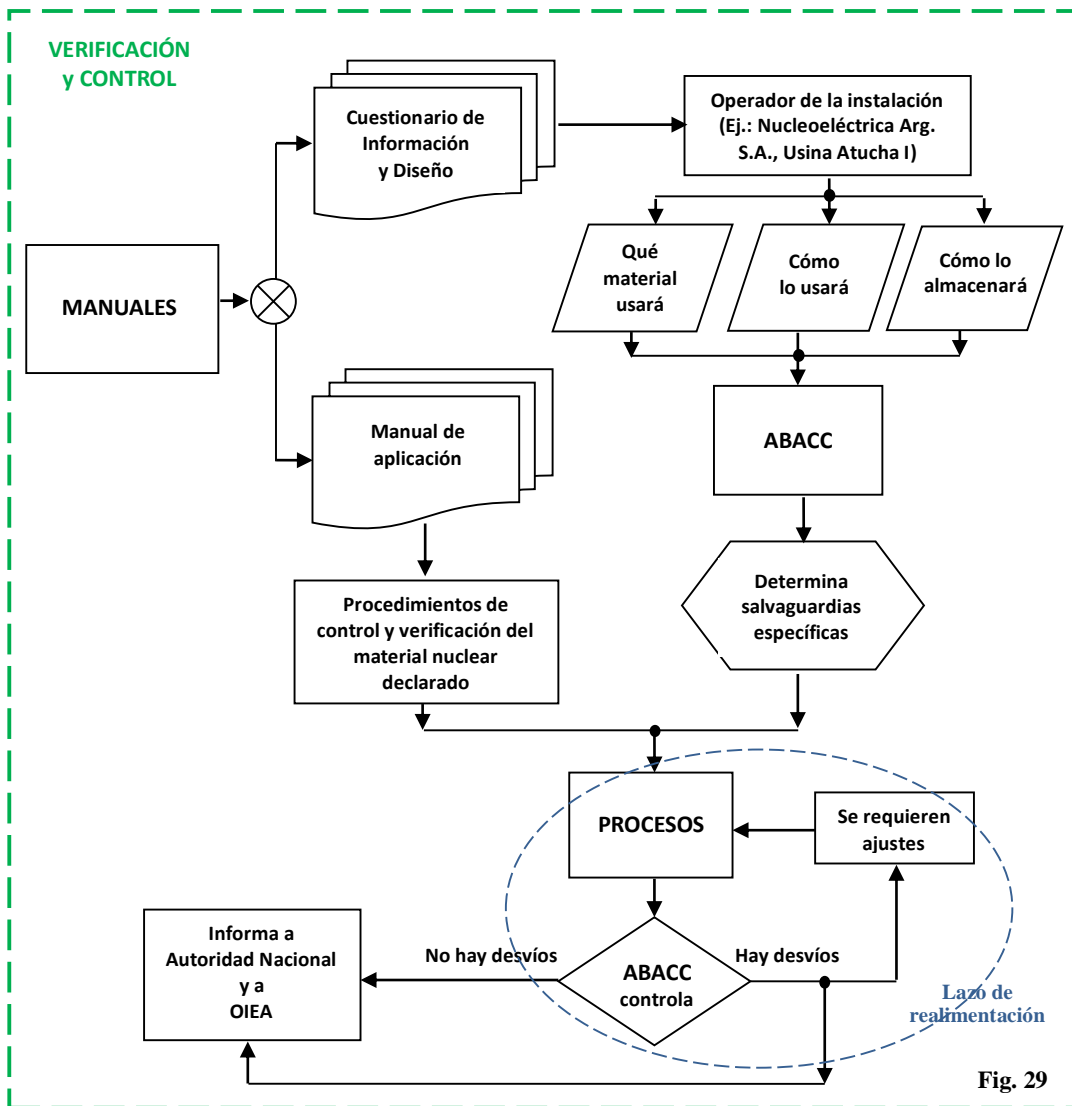 VERIFICACIÓN
y CONTROL
Cuestionario de
Información
y Diseño
Operador de la instalación
(Ej.: Nucleoeléctrica Arg.
S.A., Usina Atucha I)
Qué
material
usará
Cómo
lo usará
Cómo lo
almacenará
MANUALES
Manual de
aplicación
ABACC
Procedimientos de
control y verificación del
material nuclear
declarado
Determina
salvaguardias
específicas
PROCESOS
Se requieren
ajustes
Informa a
Autoridad Nacional
y a
OIEA
No hay desvíos
ABACC
controla
Hay desvíos
Lazo de
realimentación
Fig. 29